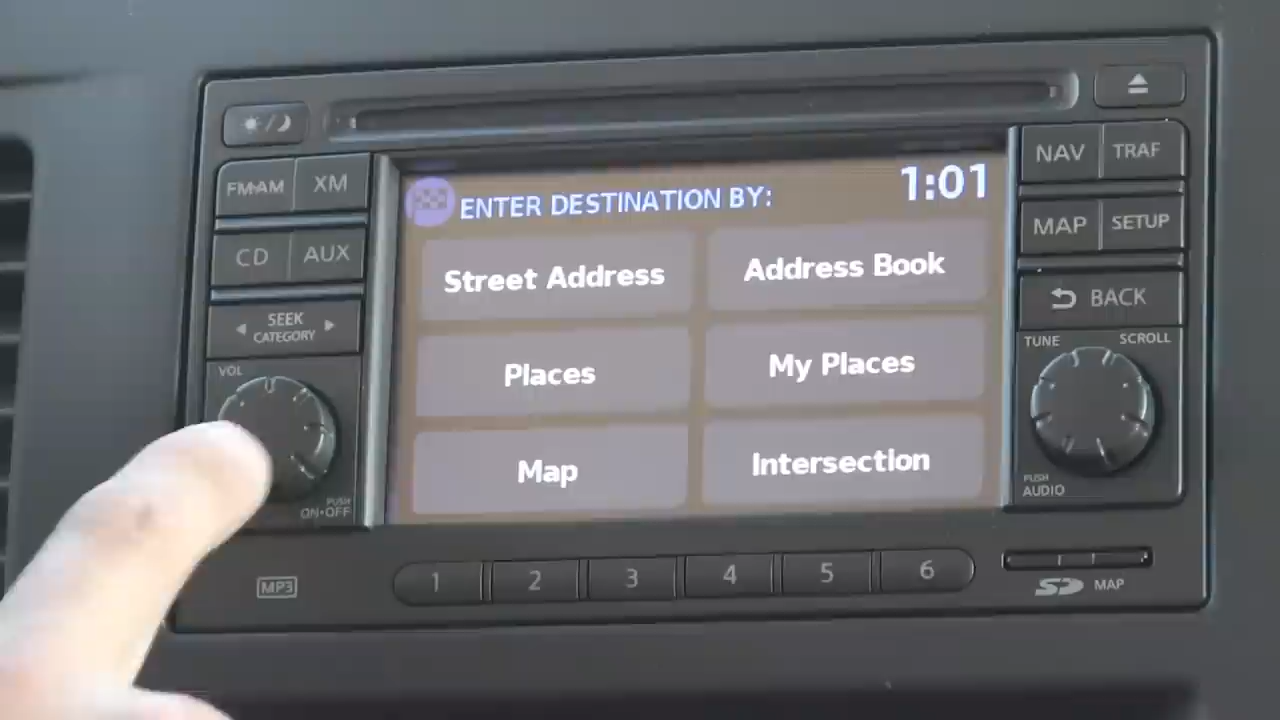 FM·AM XM
CD AUX
SEEK
CATEGORY
VOL
PUSH
ON·OFF
MP3
ENTER DESTINATION BY:
1:01
Street Address
Address Book
Places
My Places
Map
Intersection
1 2 3 4 5 6
NAV TRAF
MAP SETUP
BACK
TUNE SCROLL
PUSH
AUDIO
SD MAP